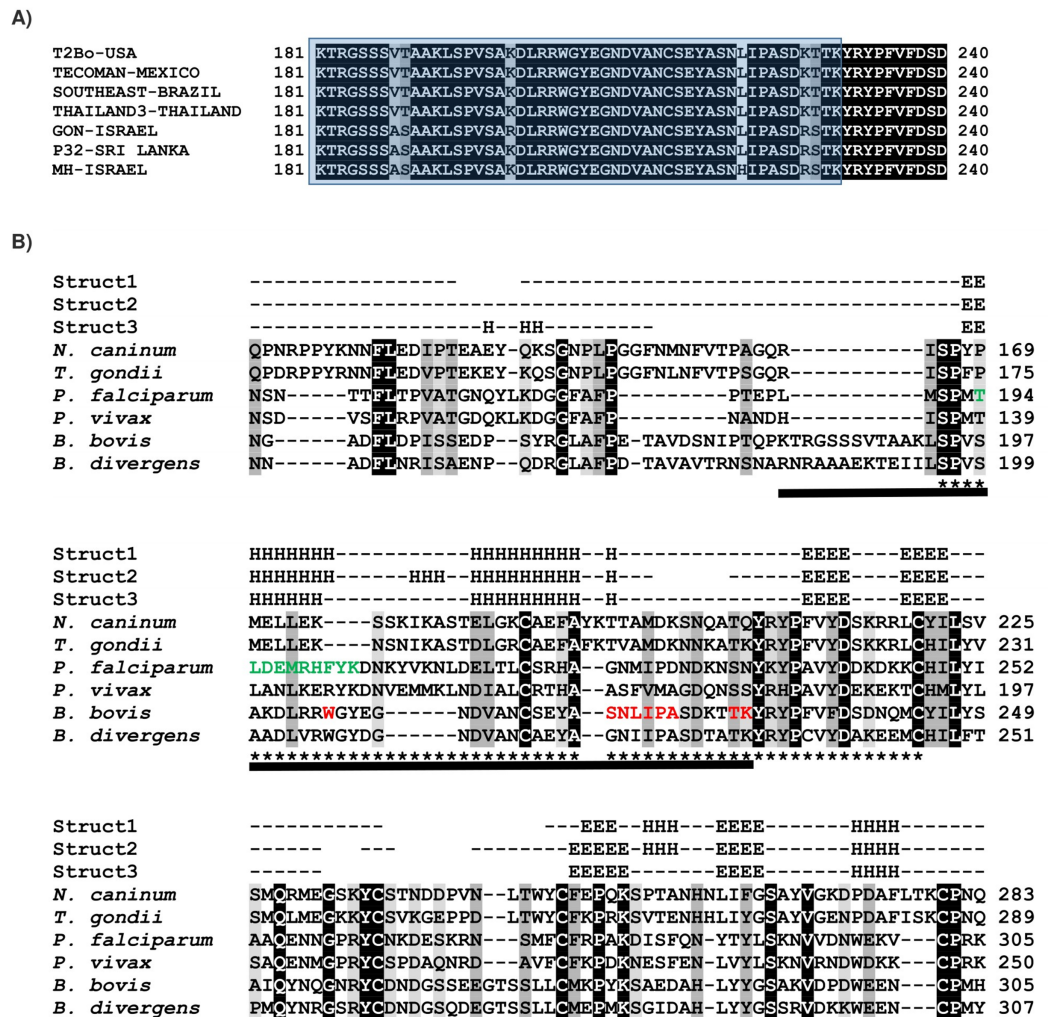 A)
T2Bo-USA 181 KTRGSSSVTAAKLSPVSAKDLRRWGYEGNDVANCSEYASNLIPASDKTTKYRYPFVFDSD 240
TECOMAN-MEXICO 181 KTRGSSSVTAAKLSPVSAKDLRRWGYEGNDVANCSEYASNLIPASDKTTKYRYPFVFDSD 240
SOUTHEAST-BRAZIL 181 KTRGSSSVTAAKLSPVSAKDLRRWGYEGNDVANCSEYASNLIPASDKTTKYRYPFVFDSD 240
THAILAND3-THAILAND 181 KTRGSSSVTAAKLSPVSAKDLRRWGYEGNDVANCSEYASNLIPASDKTTKYRYPFVFDSD 240
GON-ISRAEL 181 KTRGSSSASAAKLSPVSARDLRRWGYEGNDVANCSEYASNLIPASDRSTKYRYPFVFDSD 240
P32-SRI LANKA 181 KTRGSSSASAAKLSPVSAKDLRRWGYEGNDVANCSEYASNLIPASDRSTKYRYPFVFDSD 240
MH-ISRAEL 181 KTRGSSSASAAKLSPVSAKDLRRWGYEGNDVANCSEYASNHIPASDRSTKYRYPFVFDSD 240
B)
Struct1 ----------------- ------------------------------------EE
Struct2 ----------------------------------------------------------EE
Struct3 -------------------H--HH--------- EE
N. caninum QPNRPPYKNNFLEDIPTEAEY-QKSGNPLPGGFNMNFVTPAGQR-----------ISPYP 169
T. gondii QPDRPPYRNNFLEDVPTEKEY-KQSGNPLPGGFNLNFVTPSGQR-----------ISPFP 175
P. falciparum NSN-----TTFLTPVATGNQYLKDGGFAFP---------PTEPL-----------MSPMT 194
P. vivax NSD-----VSFLRPVATGDQKLKDGGFAFP---------NANDH-----------ISPMT 139
B. bovis NG------ADFLDPISSEDP--SYRGLAFPE-TAVDSNIPTQPKTRGSSSVTAAKLSPVS 197
B. divergens NN------ADFLNRISAENP--QDRGLAFPD-TAVAVTRNSNARNRAAAEKTEIILSPVS 199
****
Struct1 HHHHHHH-----------HHHHHHHHH--H---------------EEEE----EEEE---
Struct2 HHHHHHH------HHH--HHHHHHHHH--H--- ------EEEE----EEEE---
Struct3 HHHHHHH-----------HHHHHHHHH--H---------------EEEE----EEEE---
N. caninum MELLEK----SSKIKASTELGKCAEFAYKTTAMDKSNQATQYRYPFVYDSKRRLCYILSV 225
T. gondii MELLEK----SSNIKASTDLGRCAEFAFKTVAMDKNNKATKYRYPFVYDSKKRLCHILYV 231
P. falciparum LDEMRHFYKDNKYVKNLDELTLCSRHA--GNMIPDNDKNSNYKYPAVYDDKDKKCHILYI 252
P. vivax LANLKERYKDNVEMMKLNDIALCRTHA--ASFVMAGDQNSSYRHPAVYDEKEKTCHMLYL 197
B. bovis AKDLRRWGYEG------NDVANCSEYA--SNLIPASDKTTKYRYPFVFDSDNQMCYILYS 249
B. divergens AADLVRWGYDG------NDVANCAEYA--GNIIPASDTATKYRYPCVYDAKEEMCHILFT 251
*************************** **************************
Struct1 ----------- ---EEE--HHH---EEEE-------HHHH-------
Struct2 ------ --- --------EEEEE-HHH---EEEE-------HHHH-------
Struct3 ------ EEEEE-------EEEE-------HHHH-------
N. caninum SMQRMEGSKYCSTNDDPVN--LTWYCFEPQKSPTANHNLIFGSAYVGKDPDAFLTKCPNQ 283
T. gondii SMQLMEGKKYCSVKGEPPD--LTWYCFKPRKSVTENHHLIYGSAYVGENPDAFISKCPNQ 289
P. falciparum AAQENNGPRYCNKDESKRN---SMFCFRPAKDISFQN-YTYLSKNVVDNWEKV---CPRK 305
P. vivax SAQENMGPRYCSPDAQNRD---AVFCFKPDKNESFEN-LVYLSKNVRNDWDKK---CPRK 250
B. bovis AIQYNQGNRYCDNDGSSEEGTSSLLCMKPYKSAEDAH-LYYGSAKVDPDWEEN---CPMH 305
B. divergens PMQYNRGSRYCDNDGSQDEGTSSLLCMEPMKSGIDAH-LYYGSSRVDKKWEEN---CPMY 307